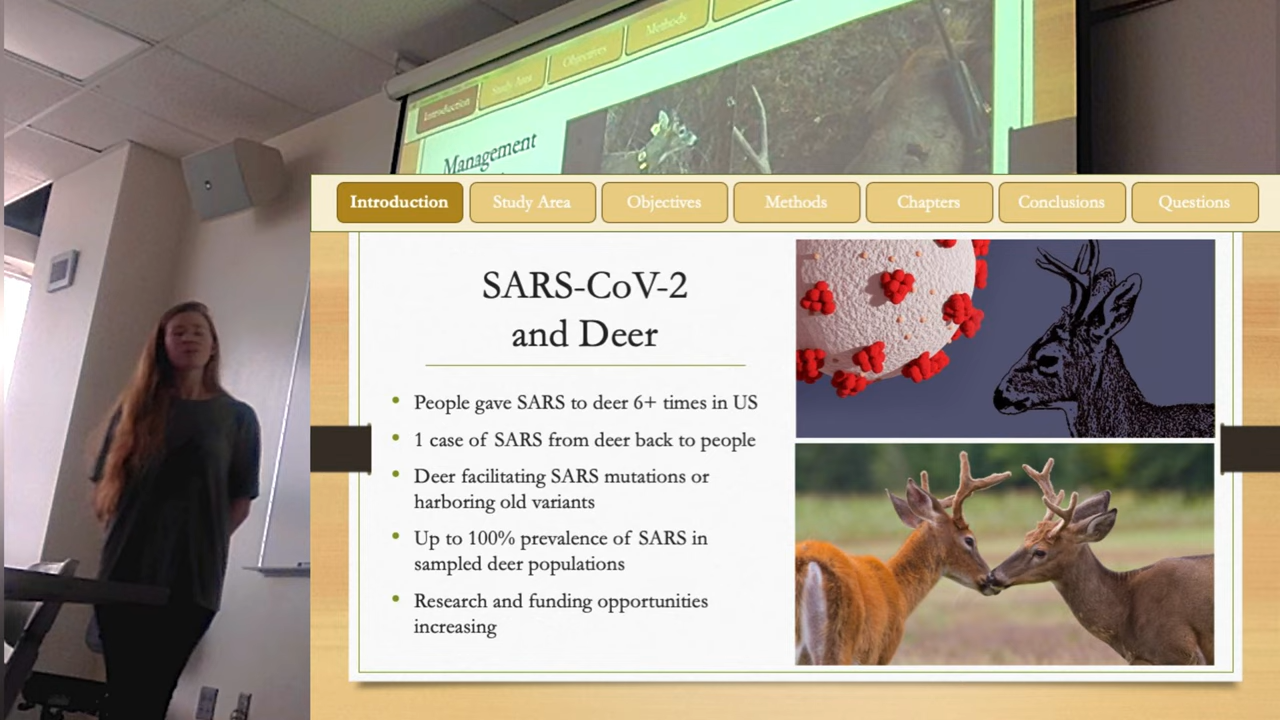 Introduction
Study Area
Objectives
Methods
Introduction
Study Area
Objectives
Methods
Chapters
Conclusions
Questions
Management
SARS-CoV-2
and Deer
• People gave SARS to deer 6+ times in US
• 1 case of SARS from deer back to people
• Deer facilitating SARS mutations or
harboring old variants
• Up to 100% prevalence of SARS in
sampled deer populations
• Research and funding opportunities
increasing